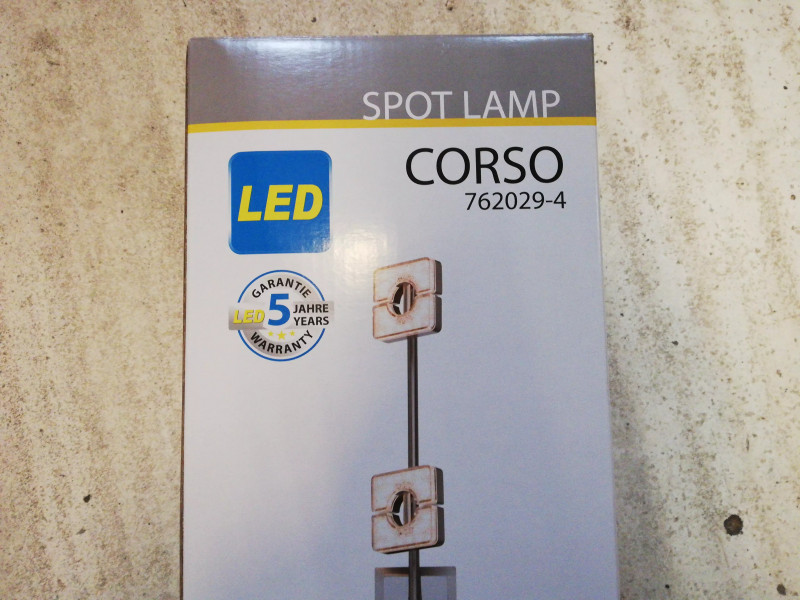 SPOT LAMP
CORSO
762029-4
LED
GARANTIE
LED 5 JAHRE
YEARS
WARRANTY